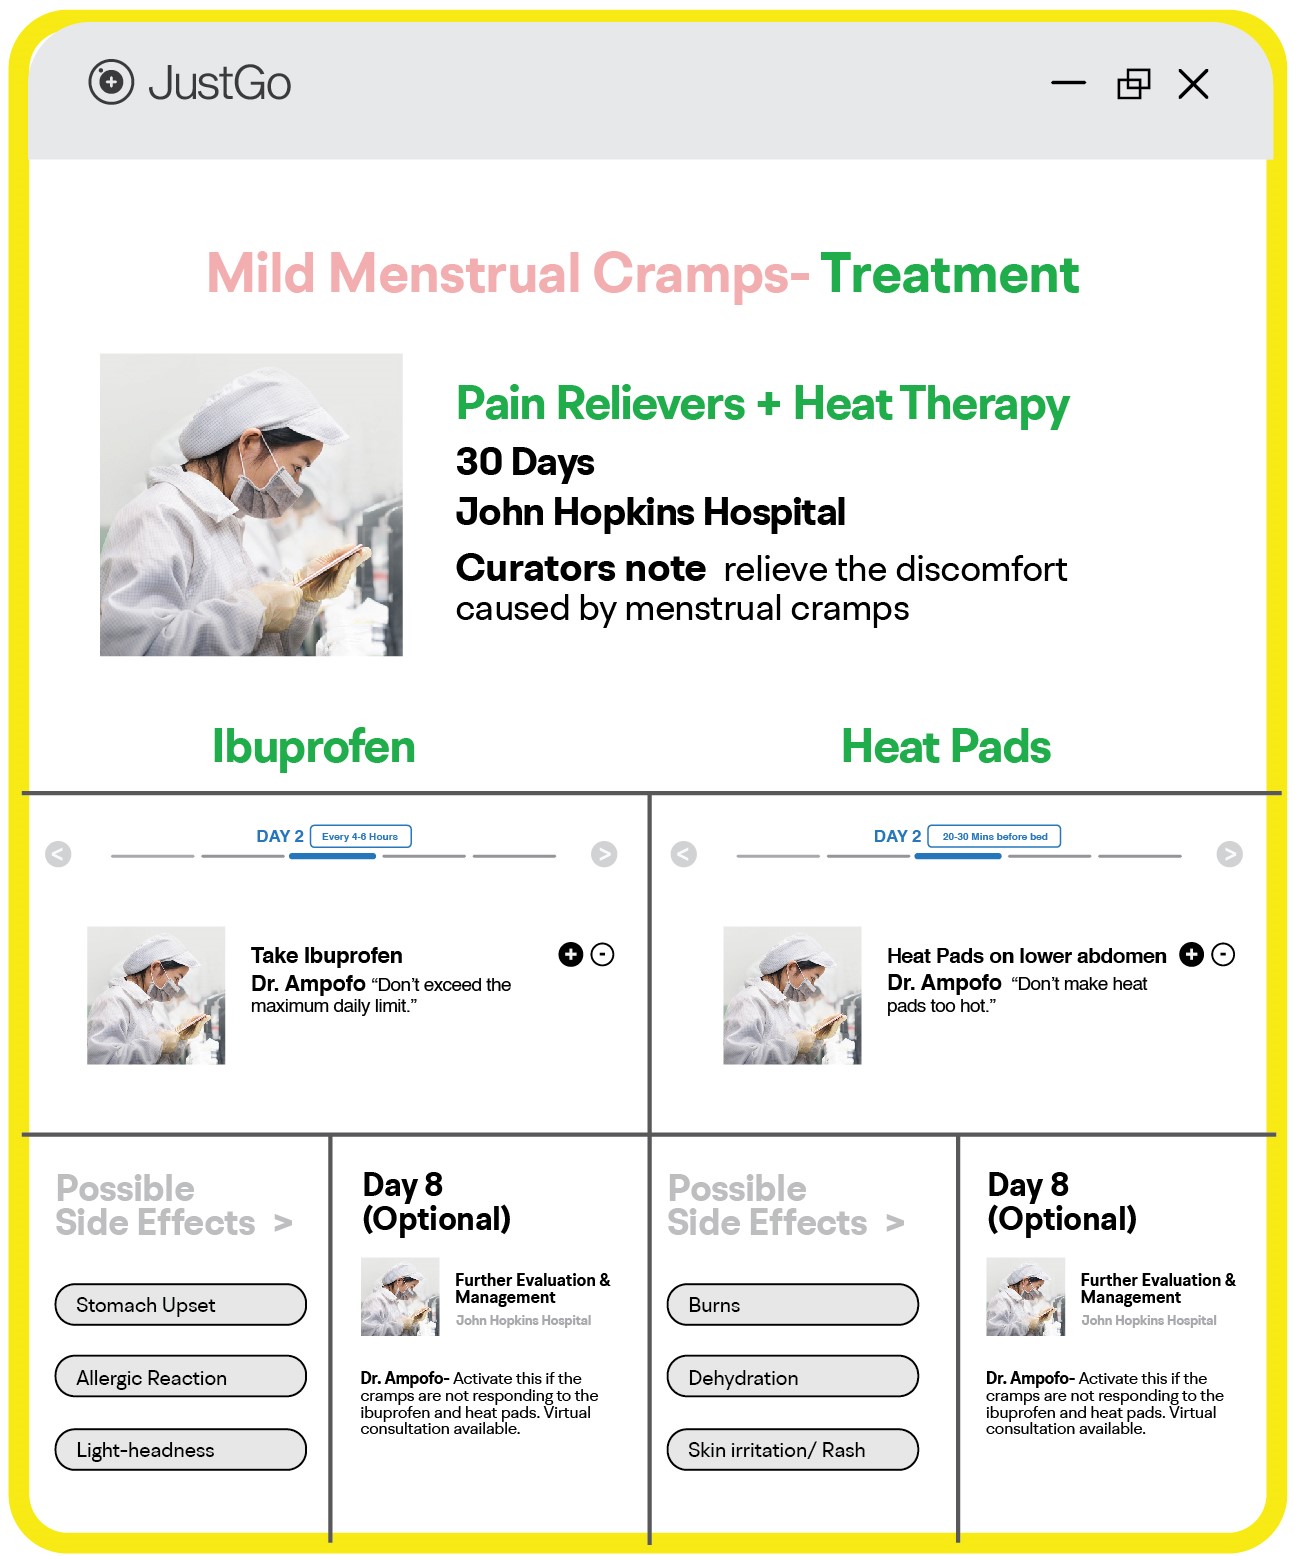 JustGo
Mild Menstrual Cramps- Treatment
Pain Relievers + Heat Therapy
30 Days
John Hopkins Hospital
Curators note relieve the discomfort
caused by menstrual cramps
Ibuprofen
Heat Pads
DAY 2 Every 4-6 Hours
< >
Take Ibuprofen + -
Dr. Ampofo “Don’t exceed the
maximum daily limit.”
DAY 2 20-30 Mins before bed
< >
Heat Pads on lower abdomen + -
Dr. Ampofo “Don’t make heat
pads too hot.”
Possible
Side Effects >
Stomach Upset
Allergic Reaction
Light-headness
Day 8
(Optional)
Further Evaluation &
Management
John Hopkins Hospital
Dr. Ampofo- Activate this if the
cramps are not responding to the
ibuprofen and heat pads. Virtual
consultation available.
Possible
Side Effects >
Burns
Dehydration
Skin irritation/ Rash
Day 8
(Optional)
Further Evaluation &
Management
John Hopkins Hospital
Dr. Ampofo- Activate this if the
cramps are not responding to the
ibuprofen and heat pads. Virtual
consultation available.